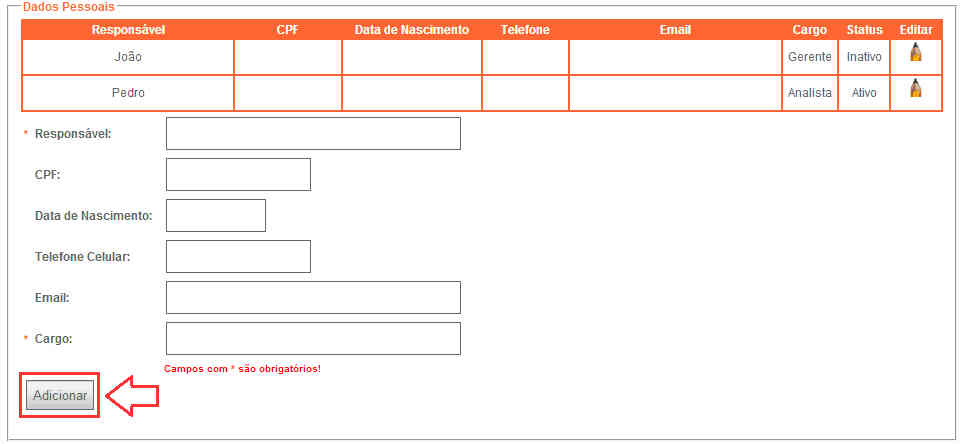 Dados Pessoais
Responsável CPF Data de Nascimento Telefone Email Cargo Status Editar
João Gerente Inativo
Pedro Analista Ativo
* Responsável:
CPF:
Data de Nascimento:
Telefone Celular:
Email:
* Cargo:
Campos com * são obrigatórios!
Adicionar